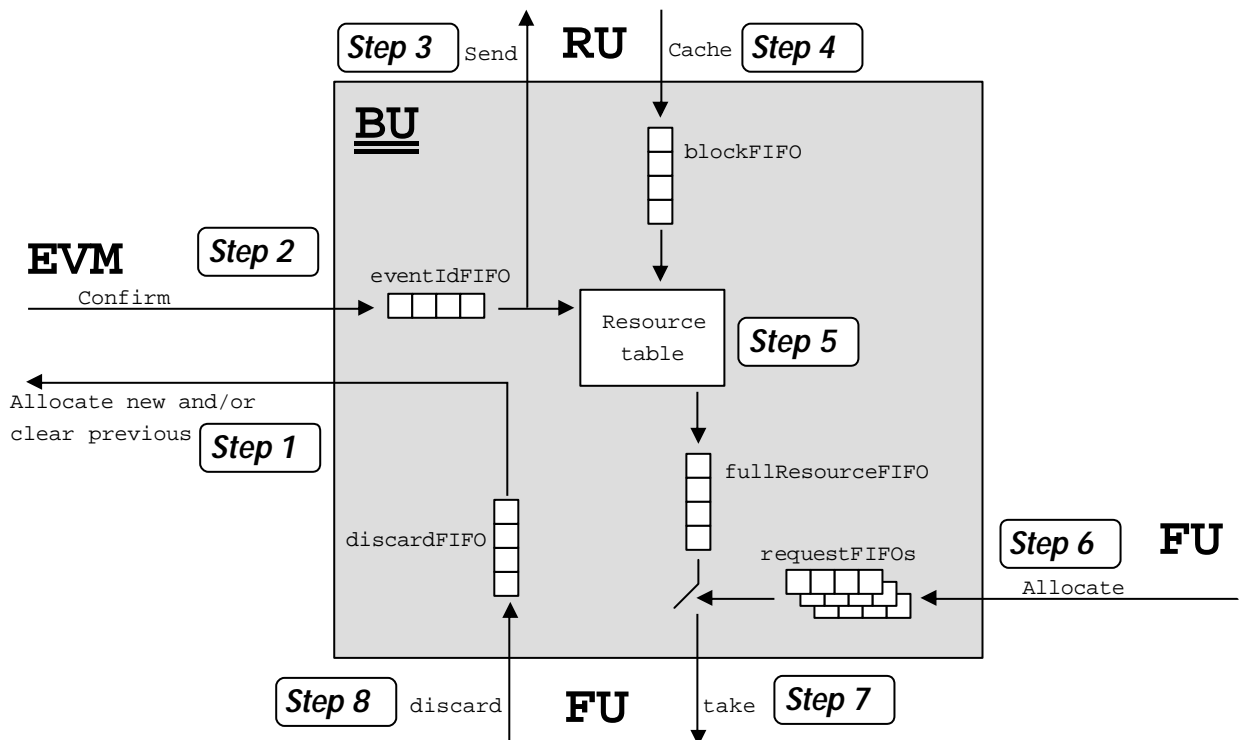 Step 3
Send
RU
Cache
Step 4
BU
blockFIFO
Step 2
EVM
eventIdFIFO
Confirm
Resource
table
Step 5
Allocate new and/or
clear previous
Step 1
fullResourceFIFO
discardFIFO
requestFIFOs
Step 6
FU
Allocate
Step 8
discard
FU
take
Step 7